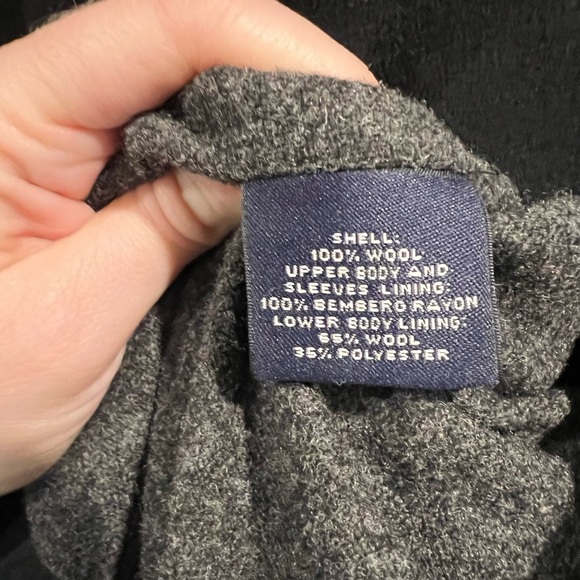 SHELL:
100% WOOL
UPPER BODY AND
SLEEVES LINING:
100% BEMBERG RAYON
LOWER BODY LINING:
65% WOOL
35% POLYESTER